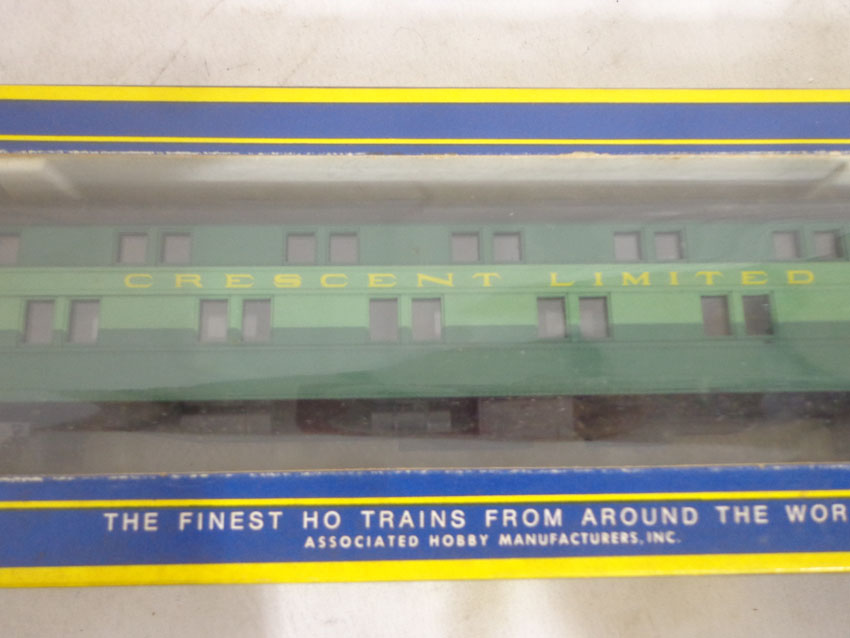 CRESCENT LIMITED
THE FINEST HO TRAINS FROM AROUND THE WOR
ASSOCIATED HOBBY MANUFACTURERS, INC.